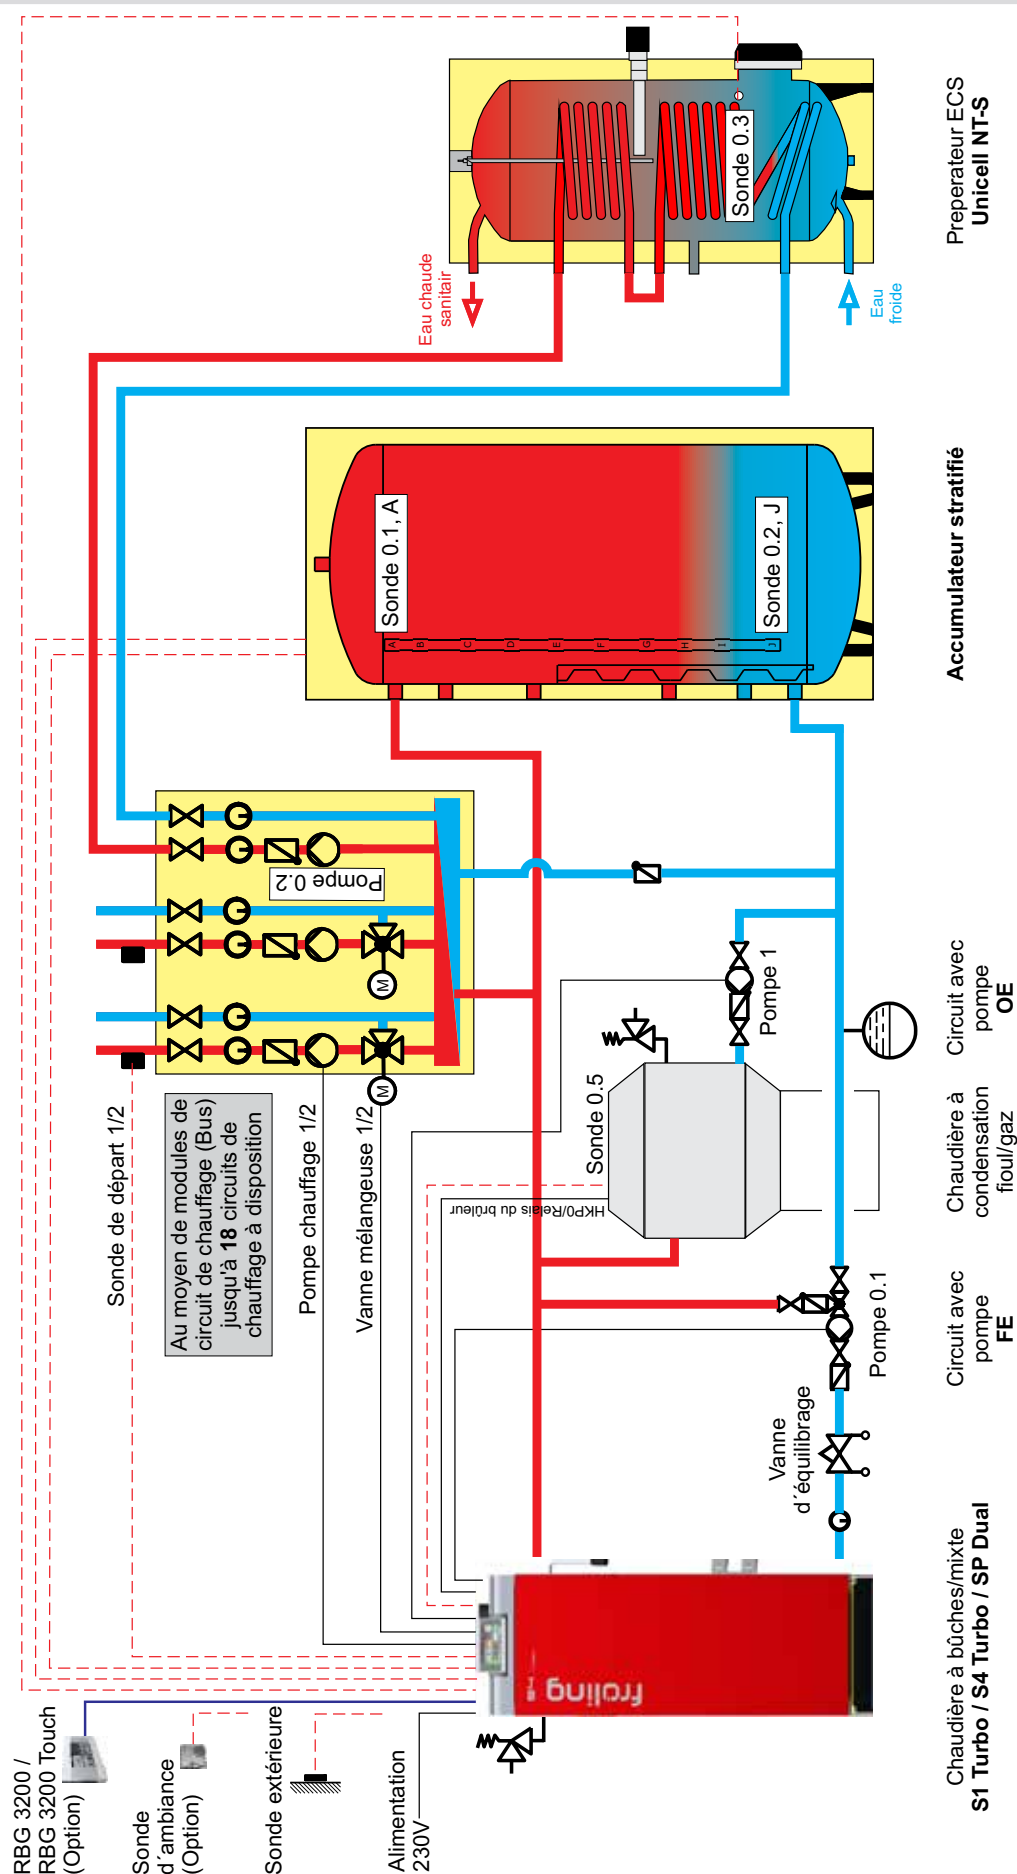 RBG 3200 /
RBG 3200 Touch
(Option)
Sonde
d´ambiance
(Option)
Sonde extérieure
Alimentation
230V
Sonde de départ 1/2
Au moyen de modules de
circuit de chauffage (Bus)
jusqu'à 18 circuits de
chauffage à disposition
Pompe chauffage 1/2
Vanne mélangeuse 1/2
M
M
Pompe 0.2
HKP0/Relais du brûleur
Sonde 0.5
Pompe 1
Vanne
d´équilibrage
Pompe 0.1
froling
Sonde 0.1, A
Sonde 0.2, J
A
B
C
D
E
F
G
H
I
J
Eau chaude
sanitair
Eau
froide
Sonde 0.3
Chaudière à bûches/mixte
S1 Turbo / S4 Turbo / SP Dual
Circuit avec
pompe
FE
Chaudière à
condensation
fioul/gaz
Circuit avec
pompe
OE
Accumulateur stratifié
Preperateur ECS
Unicell NT-S